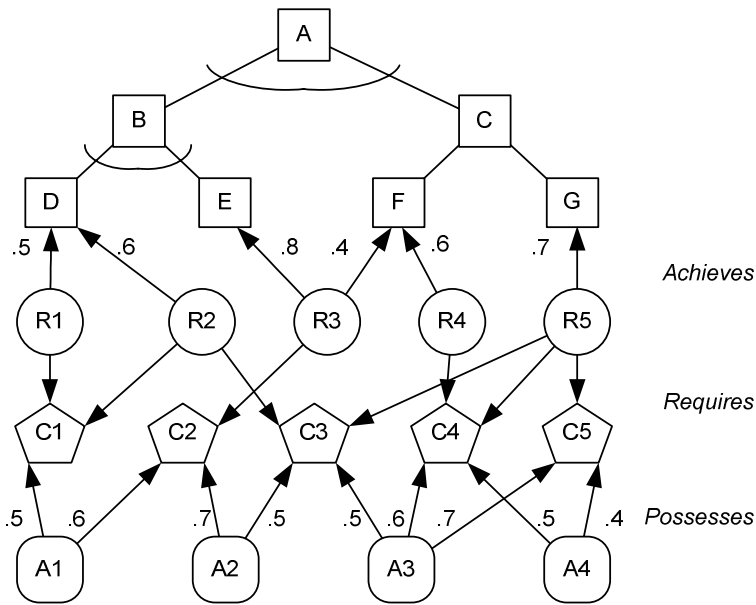 A
B
C
D
E
F
G
.5
.6
.8
.4
.6
.7
Achieves
R1
R2
R3
R4
R5
Requires
C1
C2
C3
C4
C5
.5
.6
.7
.5
.5
.6
.7
.5
.4
Possesses
A1
A2
A3
A4